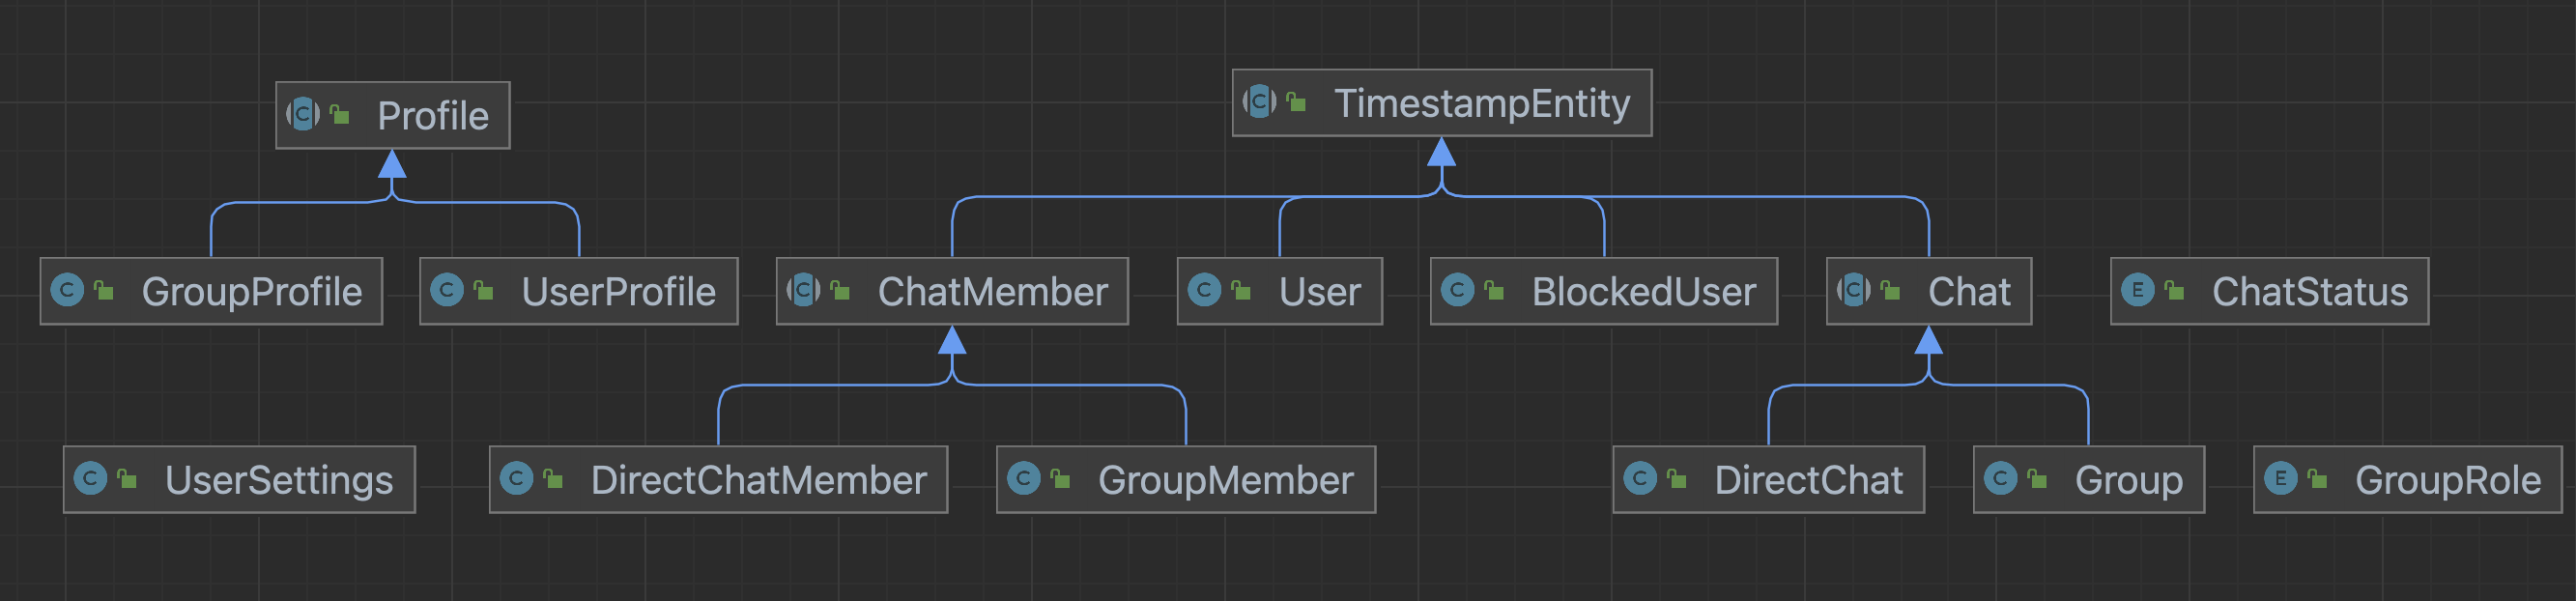 Profile
TimestampEntity
GroupProfile
UserProfile
ChatMember
User
BlockedUser
Chat
ChatStatus
UserSettings
DirectChatMember
GroupMember
DirectChat
Group
GroupRole